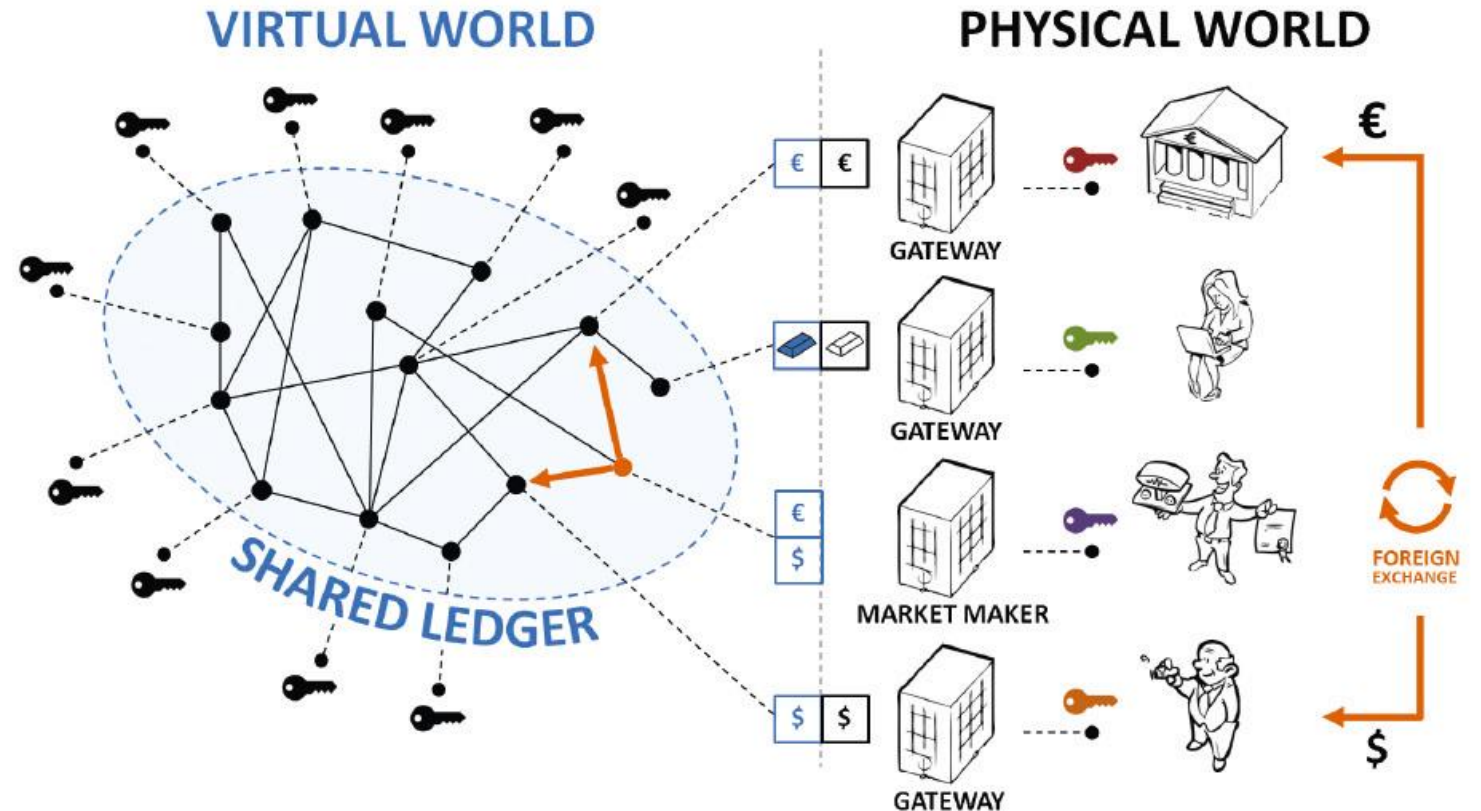 VIRTUAL WORLD
PHYSICAL WORLD
€
€ €
€
GATEWAY
GATEWAY
€
$
MARKET MAKER
FOREIGN
EXCHANGE
SHARED LEDGER
$ $
$
GATEWAY